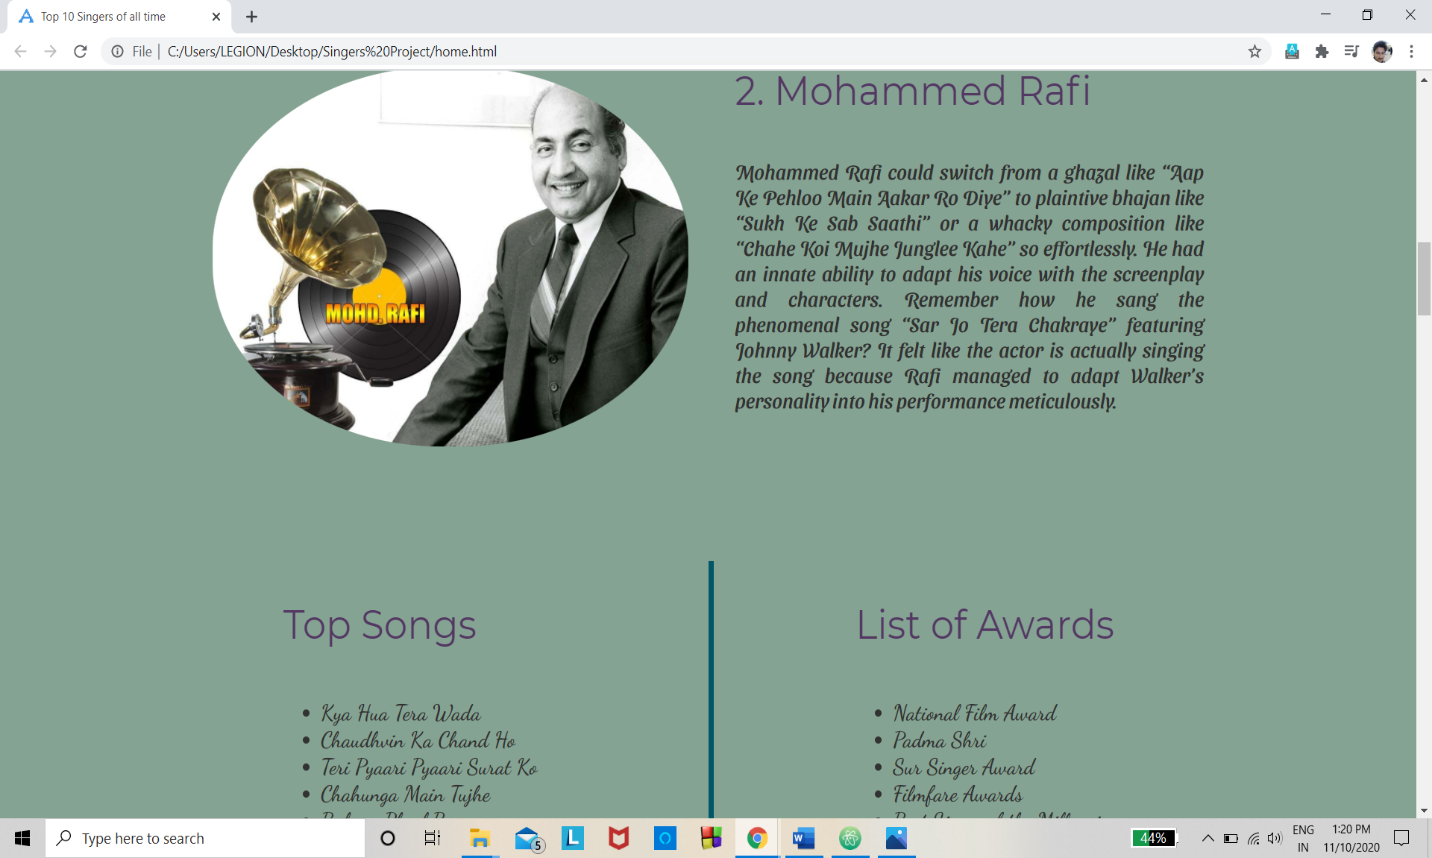 Top 10 Singers of all time
File | C:/Users/LEGION/Desktop/Singers%20Project/home.html
MOHD. RAFI
2. Mohammed Rafi
Mohammed Rafi could switch from a ghazal like “Aap
Ke Pehloo Main Aakar Ro Diye” to plaintive bhajan like
“Sukh Ke Sab Saathi” or a whacky composition like
“Chahe Koi Mujhe Junglee Kahe” so effortlessly. He had
an innate ability to adapt his voice with the screenplay
and characters. Remember how he sang the
phenomenal song “Sar Jo Tera Chakraye” featuring
Johnny Walker? It felt like the actor is actually singing
the song because Rafi managed to adapt Walker’s
personality into his performance meticulously.
Top Songs
Kya Hua Tera Wada
Chaudhvin Ka Chand Ho
Teri Pyaari Pyaari Surat Ko
Chahunga Main Tujhe
List of Awards
National Film Award
Padma Shri
Sur Singer Award
Filmfare Awards
Type here to search
5
L
W
44%
ENG
IN
1:20 PM
11/10/2020